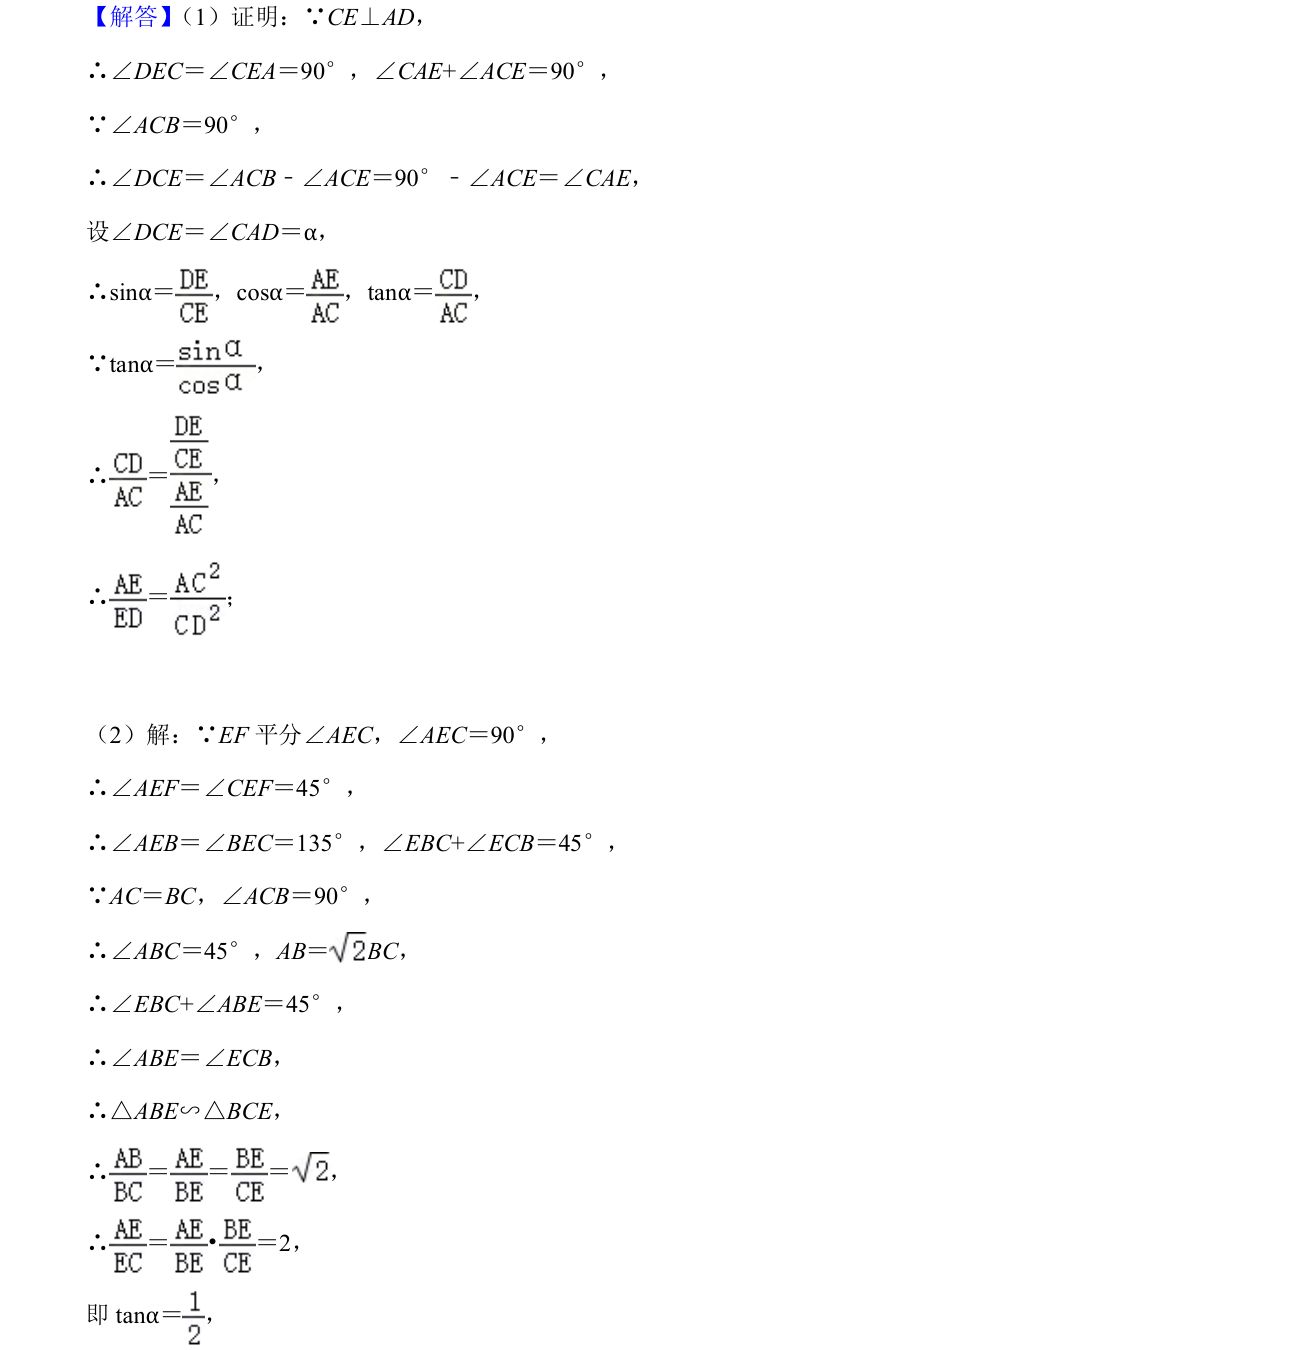 【解答】（1）证明：∵CE⊥AD，
∴∠DEC＝∠CEA＝90°，∠CAE+∠ACE＝90°，
∵∠ACB＝90°，
∴∠DCE＝∠ACB﹣∠ACE＝90°﹣∠ACE＝∠CAE，
设∠DCE＝∠CAD＝α，
∴sinα＝DE/CE，cosα＝AE/AC，tanα＝CD/AC，
∵tanα＝sinα/cosα，
∴CD/AC＝(DE/CE)/(AE/AC)，
∴AE/ED＝AC²/CD²；
（2）解：∵EF平分∠AEC，∠AEC＝90°，
∴∠AEF＝∠CEF＝45°，
∴∠AEB＝∠BEC＝135°，∠EBC+∠ECB＝45°，
∵AC＝BC，∠ACB＝90°，
∴∠ABC＝45°，AB＝√2BC，
∴∠EBC+∠ABE＝45°，
∴∠ABE＝∠ECB，
∴△ABE∽△BCE，
∴AB/BC＝AE/BE＝BE/CE＝√2，
∴AE/EC＝AE/BE•BE/CE＝2，
即tanα＝1/2，